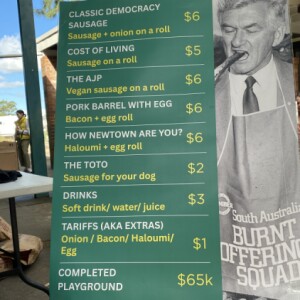 CLASSIC DEMOCRACY
SAUSAGE $6
Sausage + onion on a roll
COST OF LIVING $5
Sausage on a roll
THE AJP $6
Vegan sausage on a roll
PORK BARREL WITH EGG $6
Bacon + egg roll
HOW NEWTOWN ARE YOU? $6
Haloumi + egg roll
THE TOTO $2
Sausage for your dog
DRINKS $3
Soft drink/ water/ juice
TARIFFS (AKA EXTRAS)
Onion / Bacon/ Haloumi/ $1
Egg
COMPLETED $65k
PLAYGROUND
South Australia
BURNT
OFFERING
SQUAD